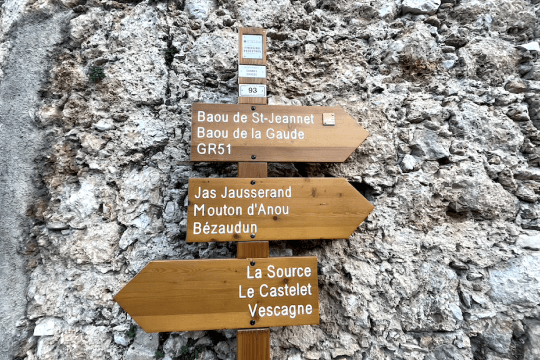 93
Baou de St-Jeannet
Baou de la Gaude
GR51
Jas Jausserand
Mouton d'Anou
Bézaudun
La Source
Le Castelet
Vescagne